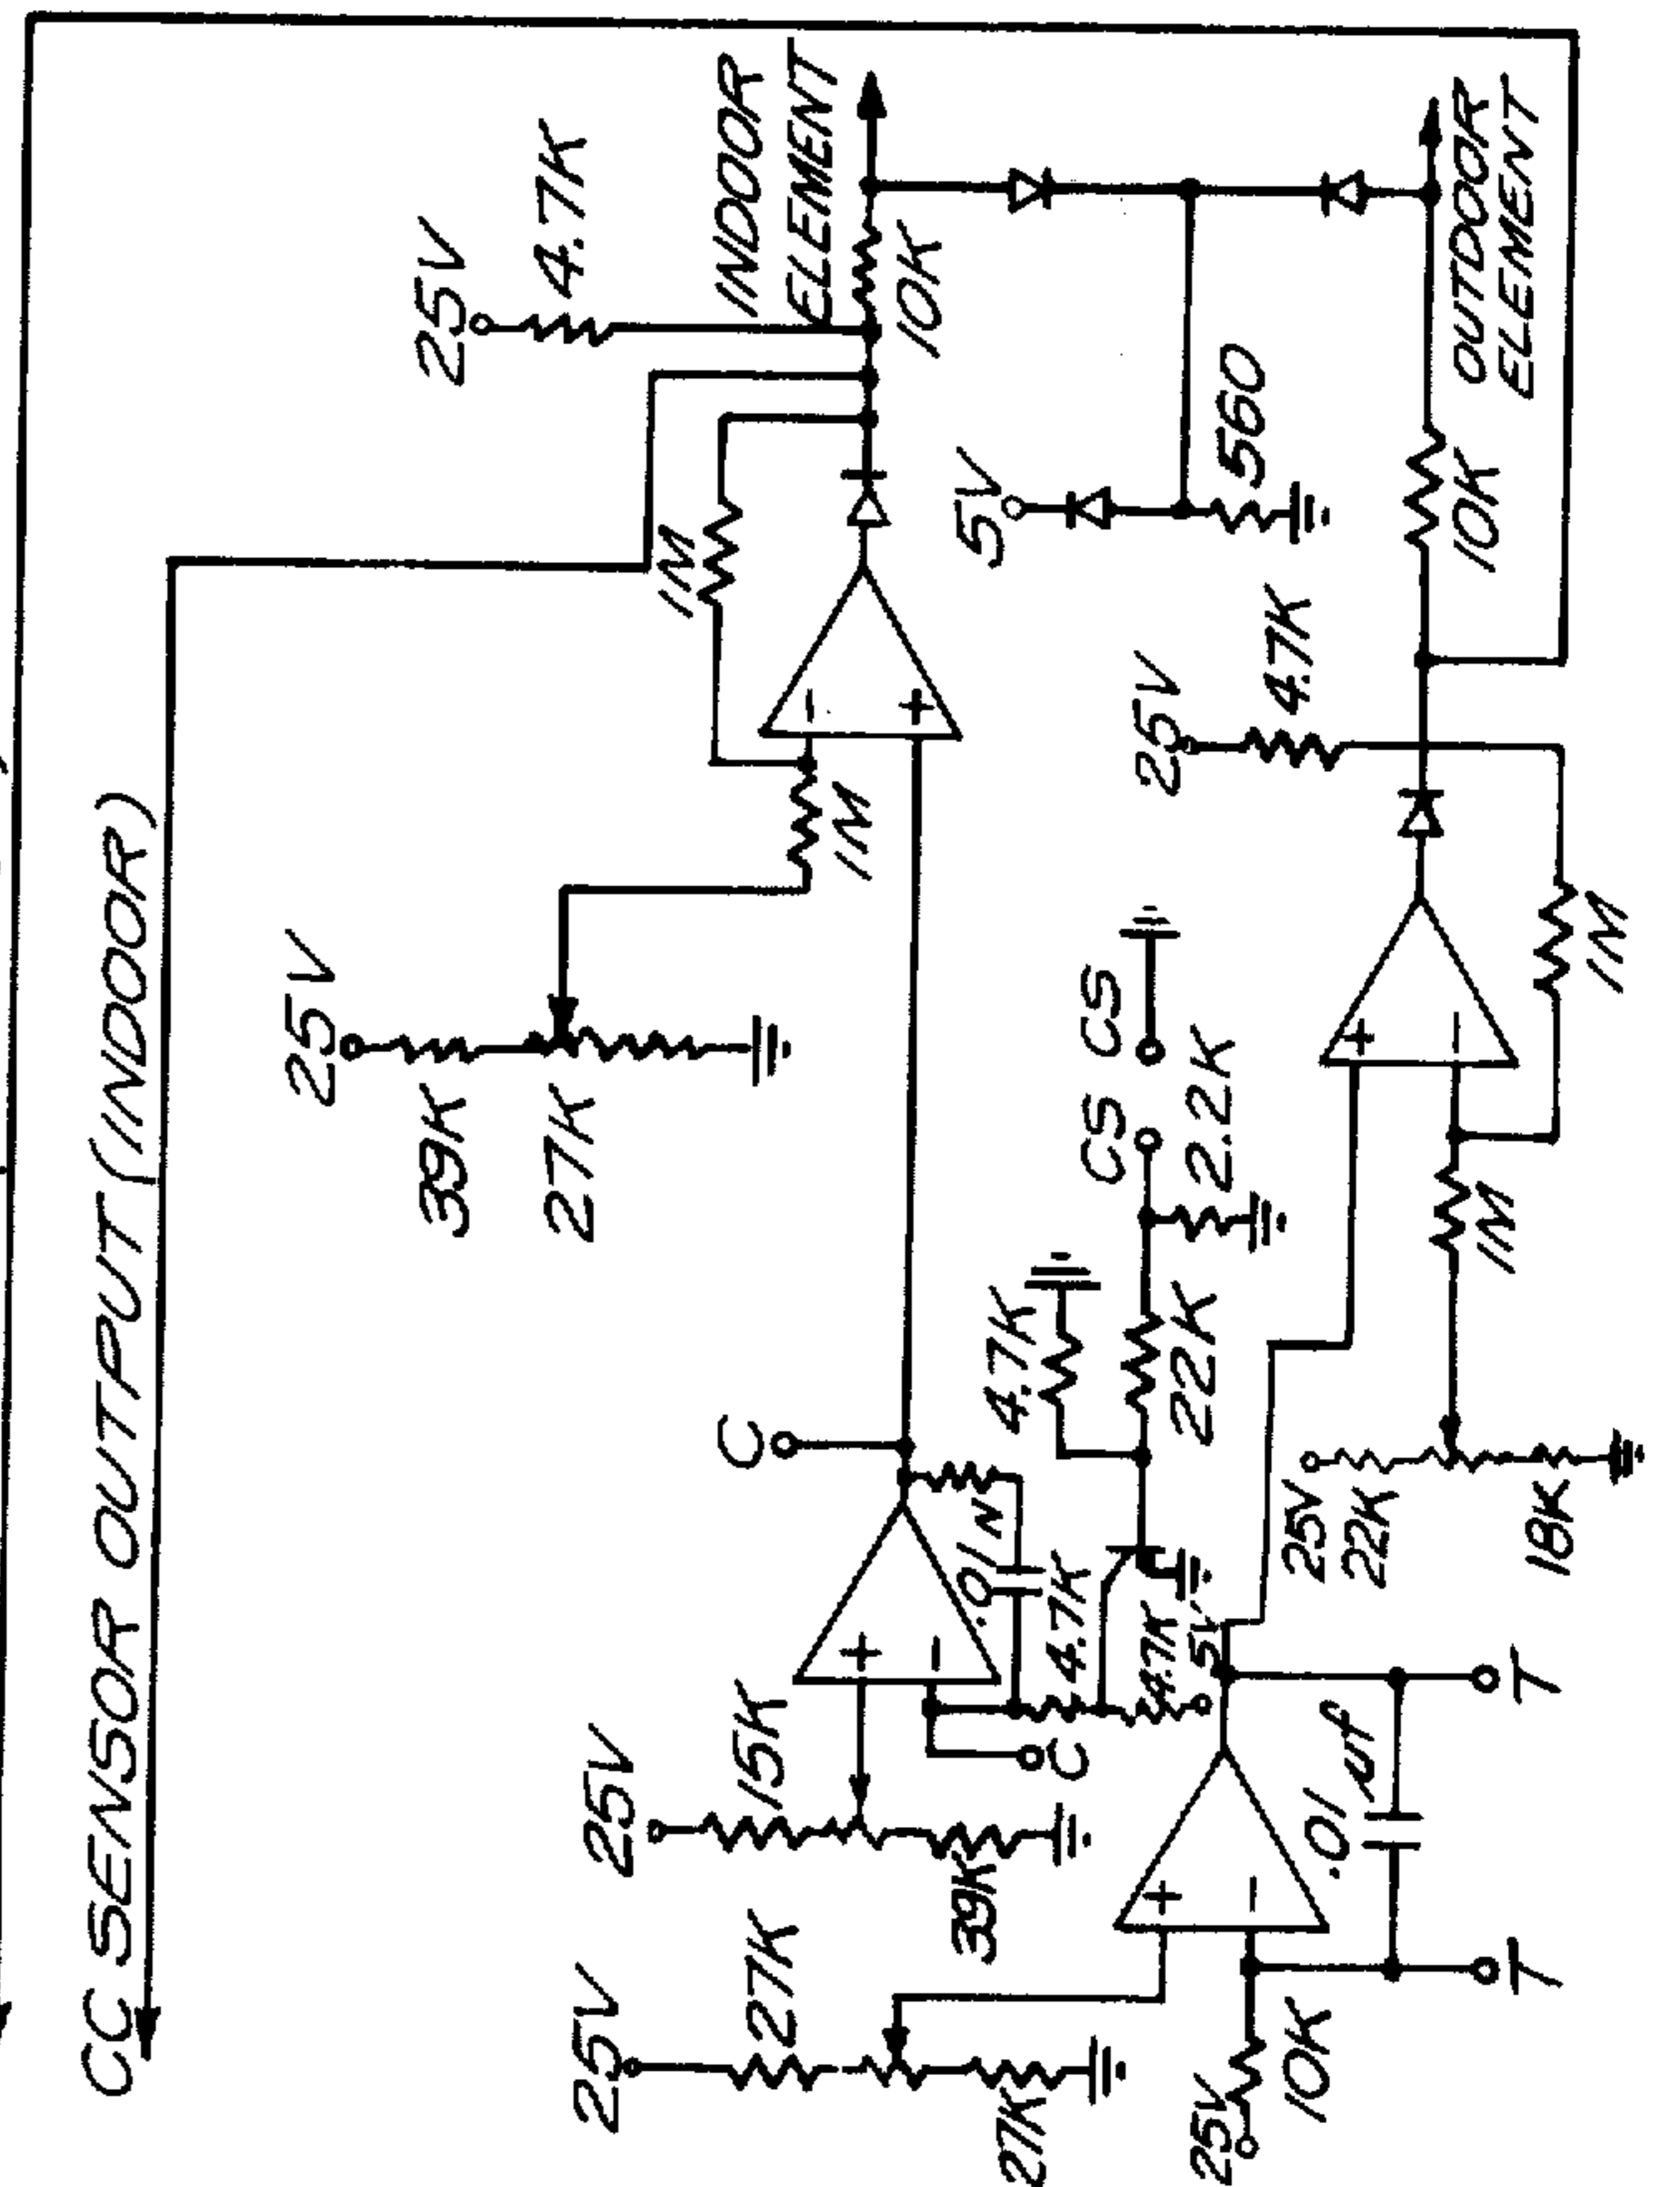 CC SENSOR OUTPUT (INDOOR)
25V
39K
27K
25V
4.7K
INDOOR
ELEMENT
1M
1M
10K
C
25V
15K
39K
.01
4.7K
C
4.7K
5V
4.7K
22K
CS CS
2.2K
5V
560
25V
27K
27K
25V
10K
.01 uf
T T
25V
22K
18K
1M
+
-
+
-
+
-
+
-
25V
4.7K
1M
10K
OUTDOOR
ELEMENT